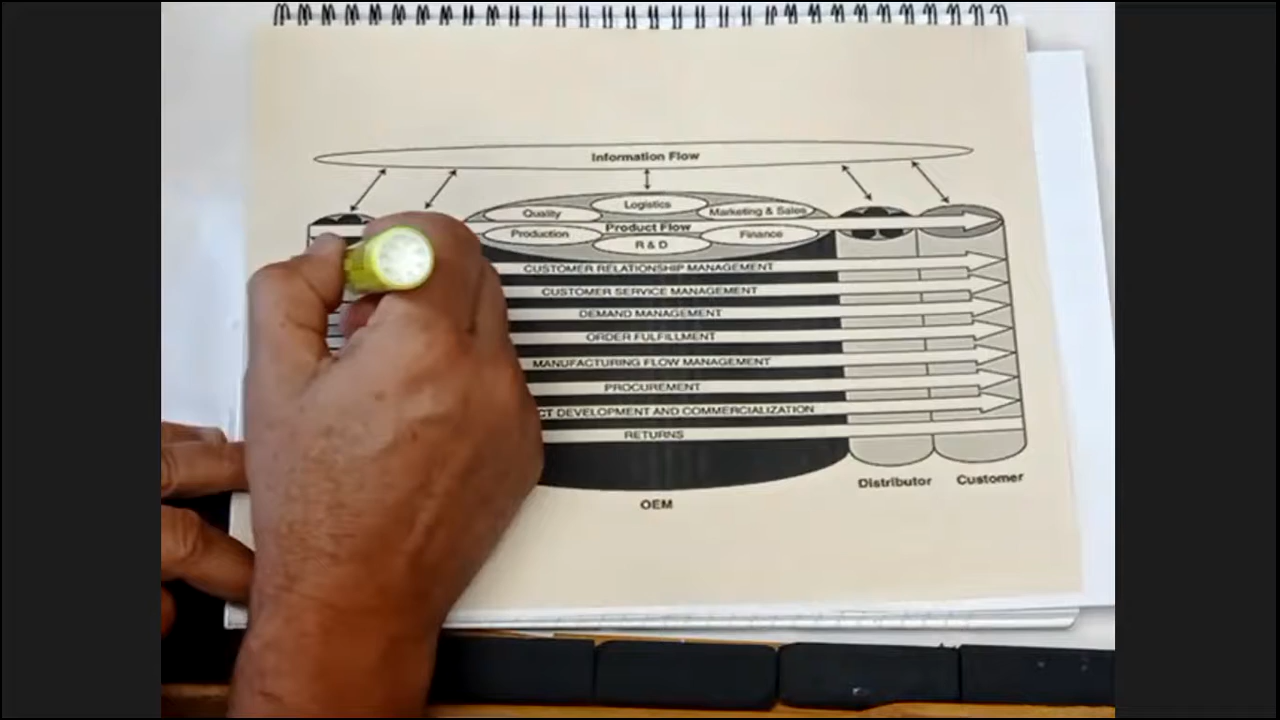 Information Flow
Logistics
Quality
Marketing & Sales
Product Flow
Production
Finance
R & D
CUSTOMER RELATIONSHIP MANAGEMENT
CUSTOMER SERVICE MANAGEMENT
DEMAND MANAGEMENT
ORDER FULFILLMENT
MANUFACTURING FLOW MANAGEMENT
PROCUREMENT
CT DEVELOPMENT AND COMMERCIALIZATION
RETURNS
Distributor Customer
OEM